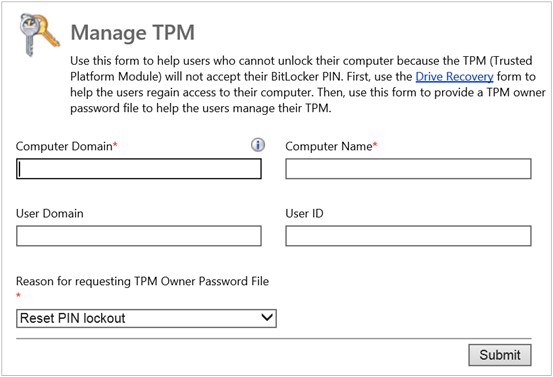 Manage TPM
Use this form to help users who cannot unlock their computer because the TPM (Trusted
Platform Module) will not accept their BitLocker PIN. First, use the Drive Recovery form to
help the users regain access to their computer. Then, use this form to provide a TPM owner
password file to help the users manage their TPM.
Computer Domain*
Computer Name*
User Domain
User ID
Reason for requesting TPM Owner Password File
*
Reset PIN lockout
Submit